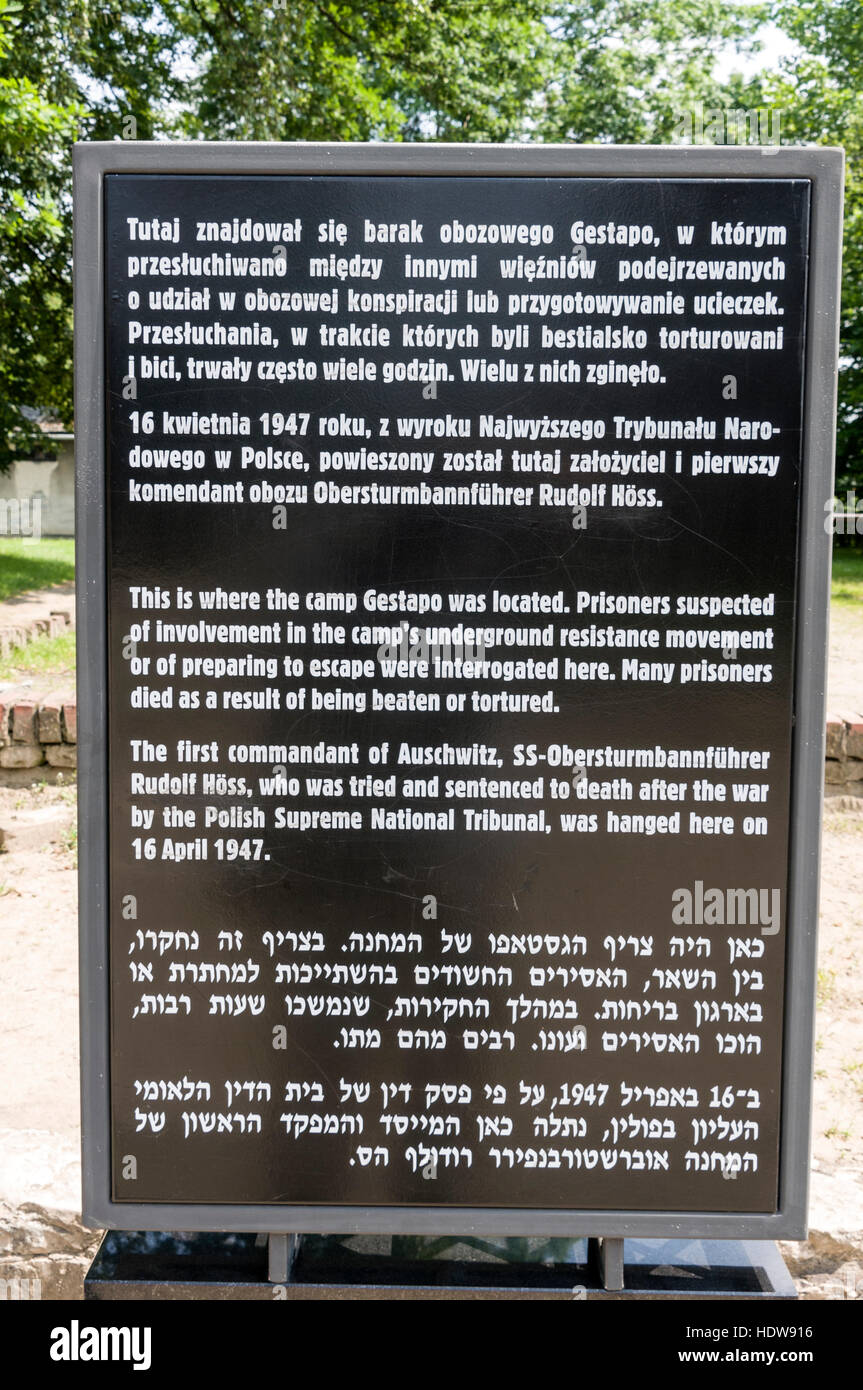 Tutaj znajdował się barak obozowego Gestapo, w którym
przesłuchiwano między innymi więźniów podejrzewanych
o udział w obozowej konspiracji lub przygotowywanie ucieczek.
Przesłuchania, w trakcie których byli bestialsko torturowani
i bici, trwały często wiele godzin. Wielu z nich zginęło.
16 kwietnia 1947 roku, z wyroku Najwyższego Trybunału Naro-
dowego w Polsce, powieszony został tutaj założyciel i pierwszy
komendant obozu Obersturmbannführer Rudolf Höss.
This is where the camp Gestapo was located. Prisoners suspected
of involvement in the camp's underground resistance movement
or of preparing to escape were interrogated here. Many prisoners
died as a result of being beaten or tortured.
The first commandant of Auschwitz, SS-Obersturmbannführer
Rudolf Höss, who was tried and sentenced to death after the war
by the Polish Supreme National Tribunal, was hanged here on
16 April 1947.
כאן היה צריף הגסטאפו של המחנה. בצריף זה נחקרו,
בין השאר, האסירים החשודים בהשתייכות למחתרת או
בארגון בריחות. במהלך החקירות, שנמשכו שעות רבות,
הוכו האסירים ועונו. רבים מהם מתו.
ב־16 באפריל 1947, על פי פסק דין של בית הדין הלאומי
העליון בפולין, נתלה כאן המייסד והמפקד הראשון של
המחנה אוברשטורבנפירר רודולף הס.
alamy
alamy stock photo
HDW916
www.alamy.com